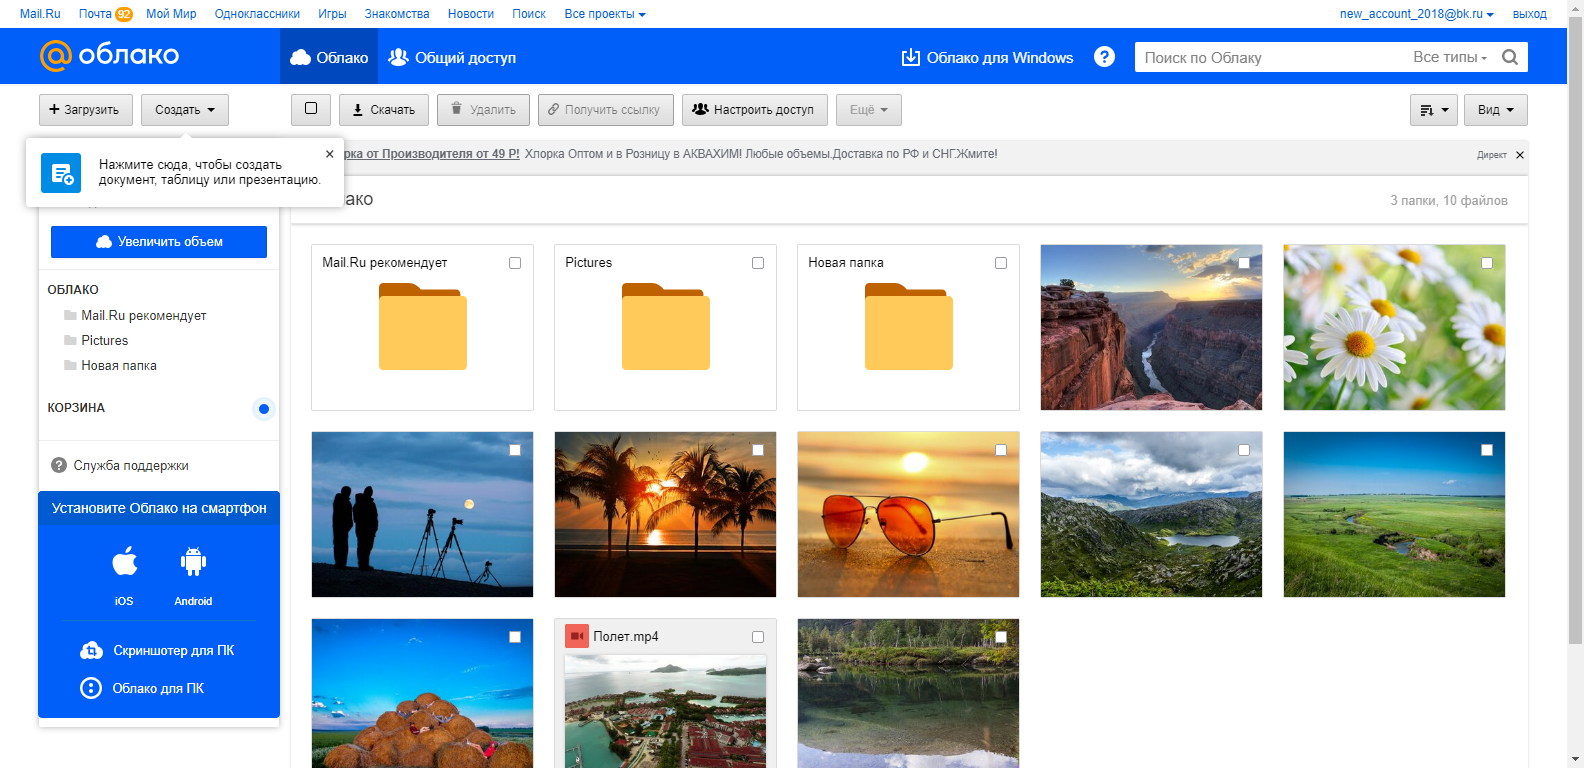 Mail.Ru Почта 92 Мой Мир Одноклассники Игры Знакомства Новости Поиск Все проекты new_account_2018@bk.ru выход
@облако Облако Общий доступ Облако для Windows ? Поиск по Облаку Все типы
+ Загрузить Создать Скачать Удалить Получить ссылку Настроить доступ Ещё Вид
Нажмите сюда, чтобы создать
документ, таблицу или презентацию.
от Производителя от 49 Р! Хлорка Оптом и в Розницу в АКВАХИМ! Любые объемы.Доставка по РФ и СНГ.Жмите! Директ
3 папки, 10 файлов
Увеличить объем
ОБЛАКО
Mail.Ru рекомендует
Pictures
Новая папка
КОРЗИНА
? Служба поддержки
Установите Облако на смартфон
iOS Android
Скриншотер для ПК
Облако для ПК
Mail.Ru рекомендует Pictures Новая папка
Полет.mp4